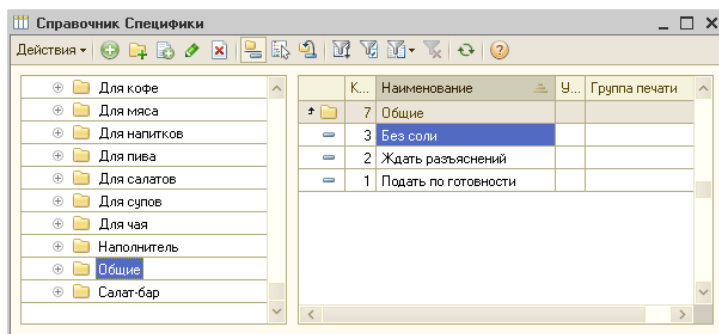 Справочник Специфики
Действия
Для кофе
Для мяса
Для напитков
Для пива
Для салатов
Для супов
Для чая
Наполнитель
Общие
Салат-бар
К... Наименование У... Группа печати
7 Общие
3 Без соли
2 Ждать разъяснений
1 Подать по готовности